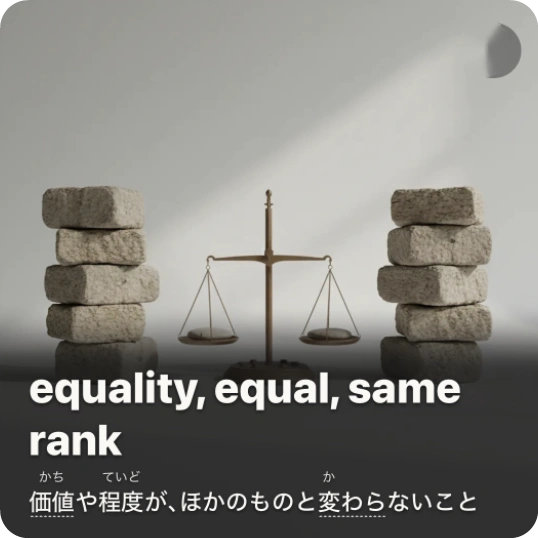 equality, equal, same
rank
かち ていど か
価値や程度が、ほかのものと変わらないこと